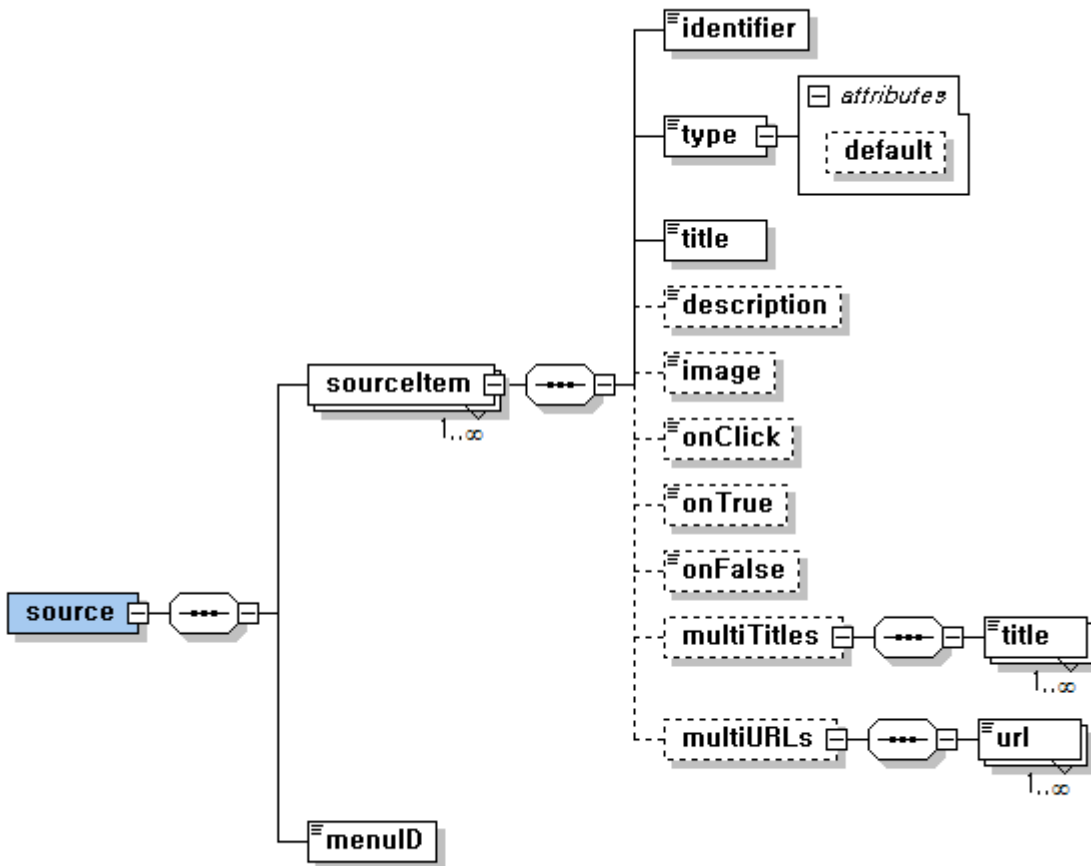 identifier
attributes
type
default
title
description
image
sourceItem
1..∞
onClick
onTrue
onFalse
source
multiTitles
title
1..∞
multiURLs
url
1..∞
menuID